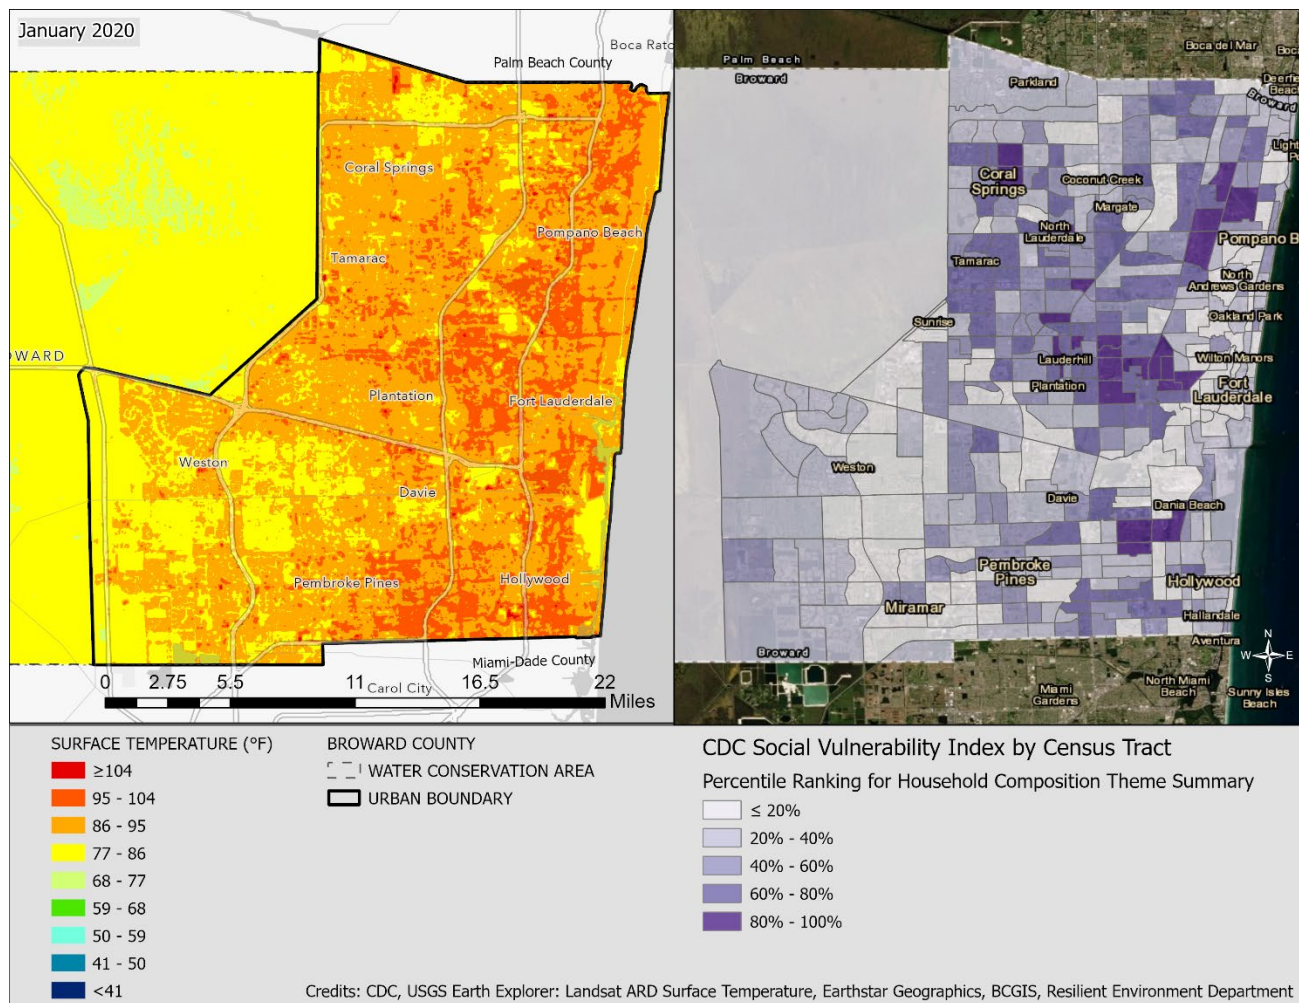 January 2020
Boca Rato
Palm Beach County
Coral Springs
Pompano Beach
Tamarac
OWARD
Plantation
Fort Lauderdale
Weston
Davie
Pembroke Pines
Hollywood
Miami-Dade County
0 2.75 5.5 11 16.5 22
Carol City
Miles
Boca del Mar
Boca
Palm Beach
Broward
Parkland
Deerfie
Beach
Broward
Light
Po
Coral
Springs
Coconut Creek
Margate
North
Lauderdale
Pompano B
Tamarac
North
Andrews Gardens
Sunrise
Oakland Park
Lauderhill
Wilton Manors
Plantation
Fort
Lauderdale
Weston
Davie
Dania Beach
Pembroke
Pines
Hollywood
Miramar
Hallandale
Broward
Aventura
N
W E
S
North Miami
Beach
Miami
Gardens
Sunny Isles
Beach
SURFACE TEMPERATURE (°F)
≥104
95 - 104
86 - 95
77 - 86
68 - 77
59 - 68
50 - 59
41 - 50
<41
BROWARD COUNTY
WATER CONSERVATION AREA
URBAN BOUNDARY
CDC Social Vulnerability Index by Census Tract
Percentile Ranking for Household Composition Theme Summary
≤ 20%
20% - 40%
40% - 60%
60% - 80%
80% - 100%
Credits: CDC, USGS Earth Explorer: Landsat ARD Surface Temperature, Earthstar Geographics, BCGIS, Resilient Environment Department